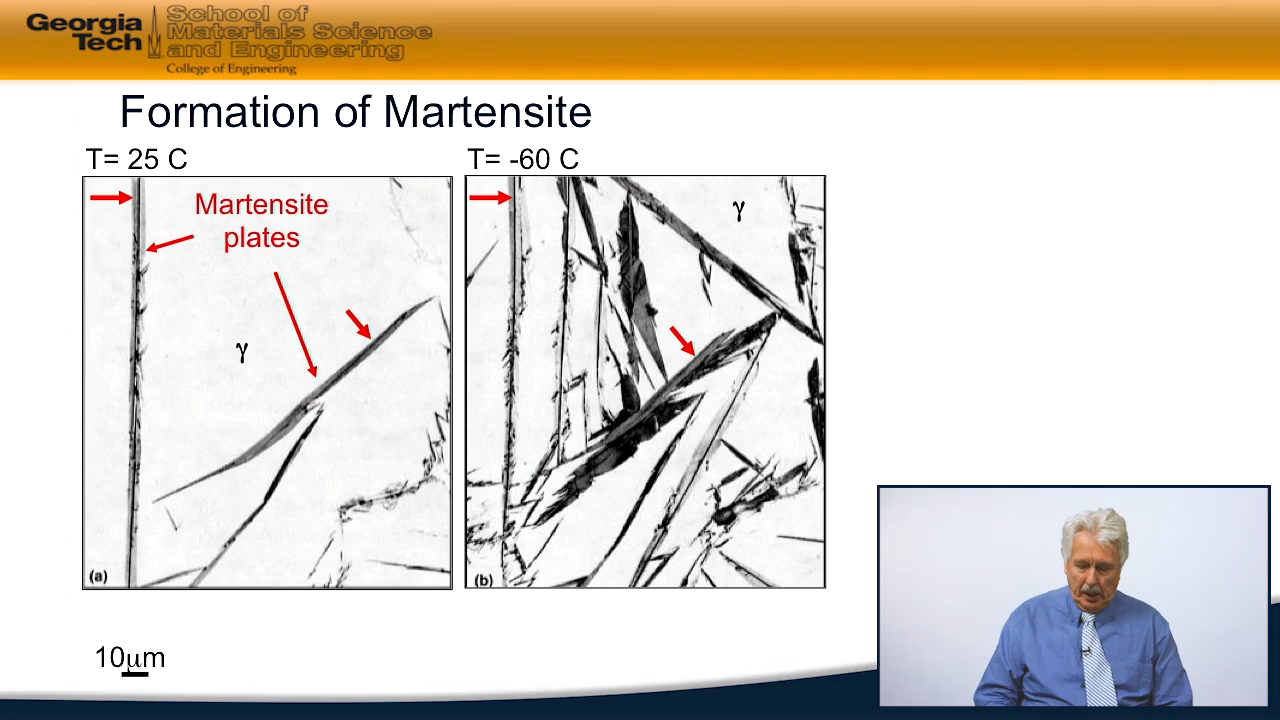 Georgia
Tech
School of
Materials Science
and Engineering
College of Engineering
Formation of Martensite
T= 25 C
T= -60 C
Martensite
plates
γ
γ
(a)
(b)
10μm